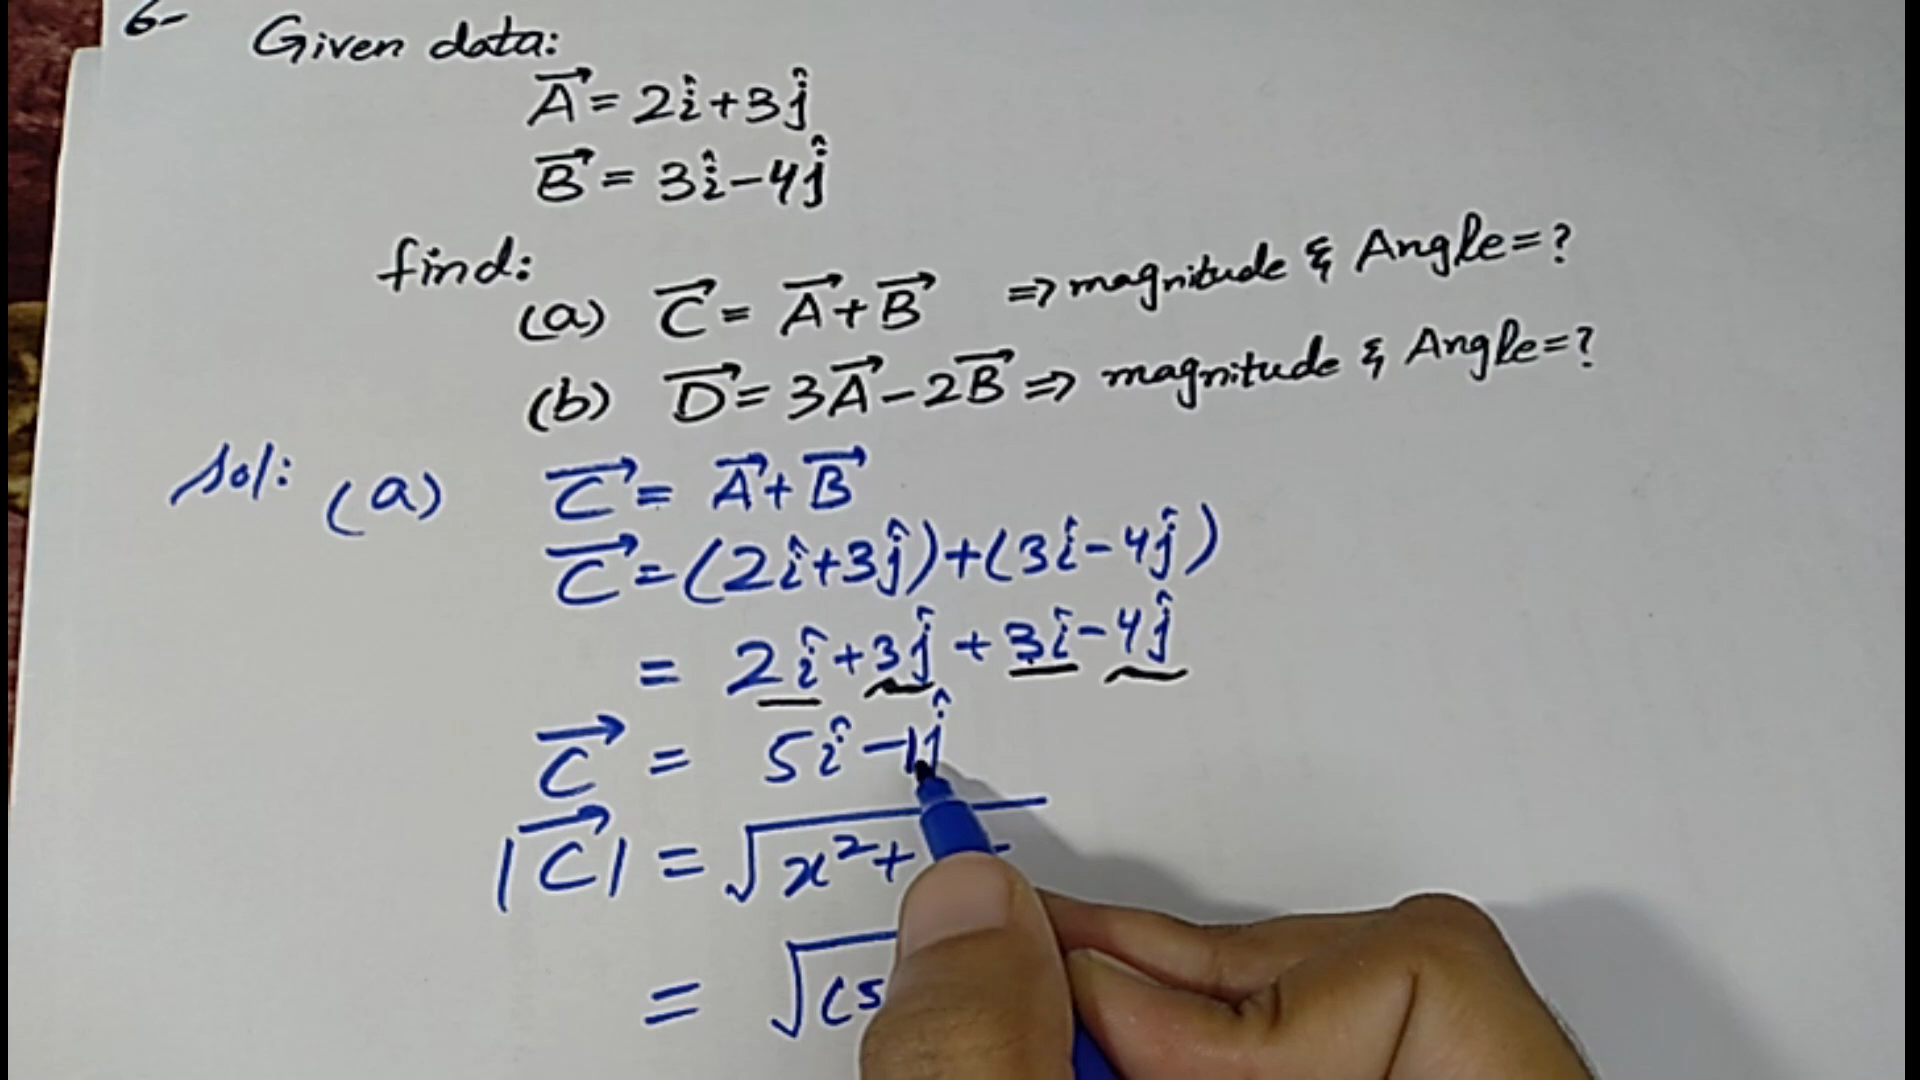 6-
Given data:
A⃗ = 2î+3ĵ
B⃗ = 3î-4ĵ
find:
(a) C⃗ = A⃗+B⃗ ⇒ magnitude & Angle=?
(b) D⃗ = 3A⃗-2B⃗ ⇒ magnitude & Angle=?
Sol: (a) C⃗ = A⃗+B⃗
C⃗ = (2î+3ĵ)+(3î-4ĵ)
= 2î+3ĵ+3î-4ĵ
C⃗ = 5î-1ĵ
|C⃗| = √x²+
= √(5